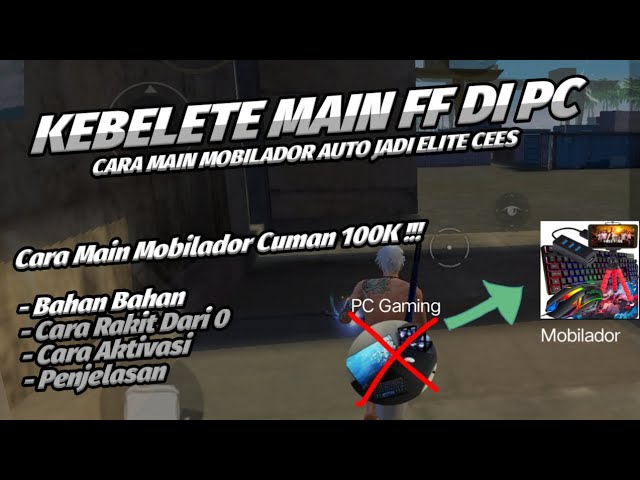 KEBELETE MAIN FF DI PC
CARA MAIN MOBILADOR AUTO JADI ELITE CEES
Cara Main Mobilador Cuman 100K !!!
- Bahan Bahan
- Cara Rakit Dari 0
- Cara Aktivasi
- Penjelasan
PC Gaming
Mobilador